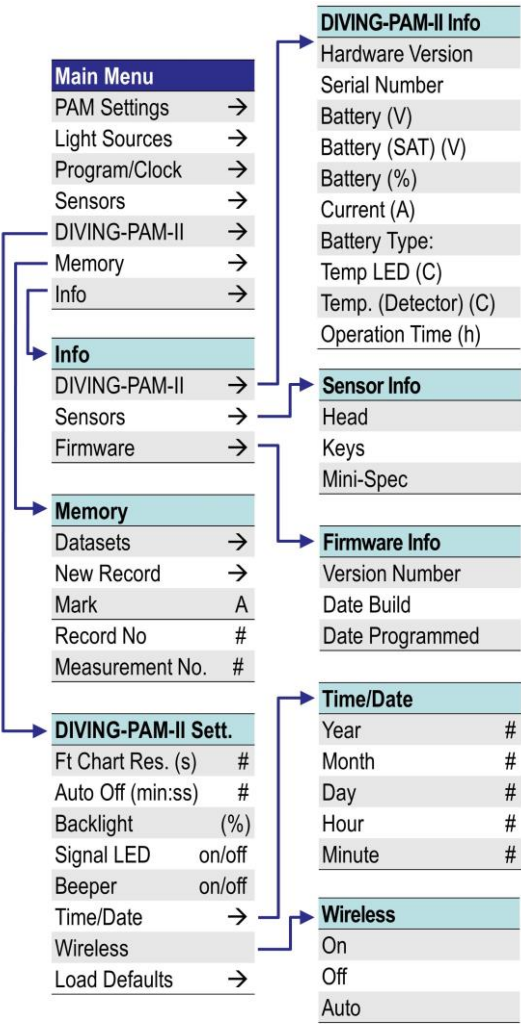 Main Menu
PAM Settings →
Light Sources →
Program/Clock →
Sensors →
DIVING-PAM-II →
Memory →
Info →
Info
DIVING-PAM-II →
Sensors →
Firmware →
Memory
Datasets →
New Record →
Mark A
Record No #
Measurement No. #
DIVING-PAM-II Sett.
Ft Chart Res. (s) #
Auto Off (min:ss) #
Backlight (%)
Signal LED on/off
Beeper on/off
Time/Date →
Wireless
Load Defaults →
DIVING-PAM-II Info
Hardware Version
Serial Number
Battery (V)
Battery (SAT) (V)
Battery (%)
Current (A)
Battery Type:
Temp LED (C)
Temp. (Detector) (C)
Operation Time (h)
Sensor Info
Head
Keys
Mini-Spec
Firmware Info
Version Number
Date Build
Date Programmed
Time/Date
Year #
Month #
Day #
Hour #
Minute #
Wireless
On
Off
Auto